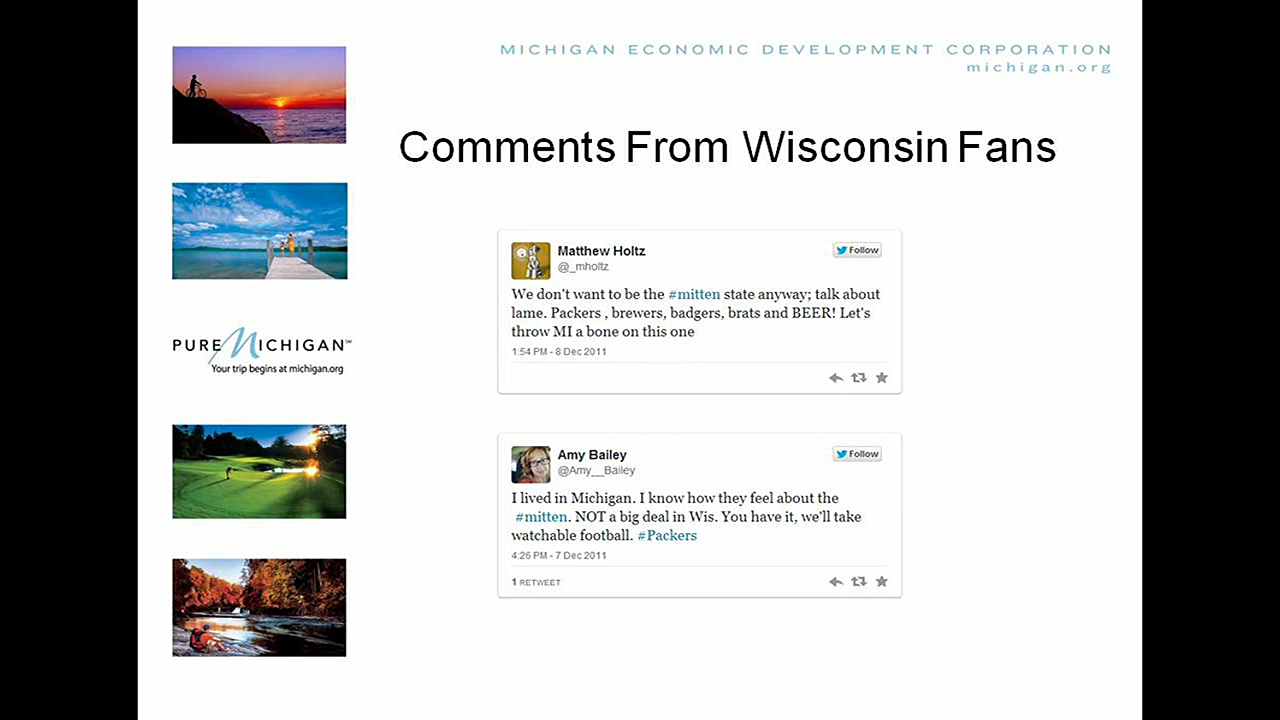 MICHIGAN ECONOMIC DEVELOPMENT CORPORATION
michigan.org
Comments From Wisconsin Fans
PURE MICHIGAN℠
Your trip begins at michigan.org
Matthew Holtz
@_mholtz
Follow
We don't want to be the #mitten state anyway; talk about
lame. Packers , brewers, badgers, brats and BEER! Let's
throw MI a bone on this one
1:54 PM - 8 Dec 2011
Amy Bailey
@Amy__Bailey
Follow
I lived in Michigan. I know how they feel about the
#mitten. NOT a big deal in Wis. You have it, we'll take
watchable football. #Packers
4:26 PM - 7 Dec 2011
1 RETWEET